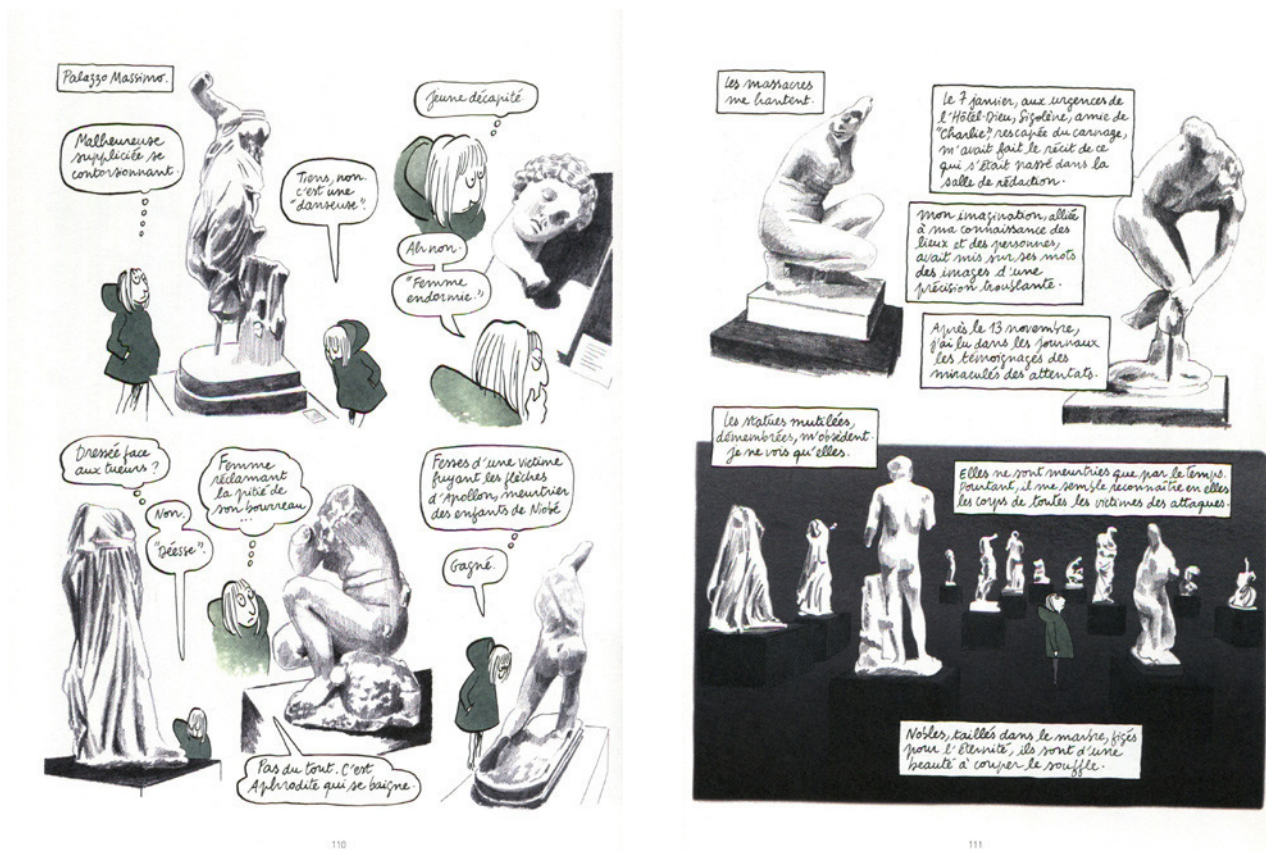 Palazzo Massimo.
Malheureuse
suppliciée se
contorsionnant.
Tiens, non.
c'est une
"danseuse".
Jeune décapité.
Ah non.
"Femme
endormie".
Dressée face
aux tueurs ?
Non.
"Déesse".
Femme
réclamant
la pitié de
son bourreau
...
Pas du tout. C'est
Aphrodite qui se baigne.
Fesses d'une victime
fuyant les flèches
d'Apollon, meurtrier
des enfants de Niobé
Gagné.
110
Les massacres
me hantent.
Le 7 janvier, aux urgences de
l'Hôtel-Dieu, Sigolène, amie de
"Charlie" rescapée du carnage,
m'avait fait le récit de ce
qui s'était passé dans la
salle de rédaction.
Mon imagination, alliée
à ma connaissance des
lieux et des personnes,
avait mis sur ses mots
des images d'une
précision troublante.
Après le 13 novembre,
j'ai lu dans les journaux
les témoignages des
miraculés des attentats.
Les statues mutilées,
démembrées, m'obsèdent.
je ne vois qu'elles.
Elles ne sont meurtries que par le temps.
Pourtant, il me semble reconnaître en elles
les corps de toutes les victimes des attaques.
Nobles, taillés dans le marbre, figés
pour l'éternité, ils sont d'une
beauté à couper le souffle.
111